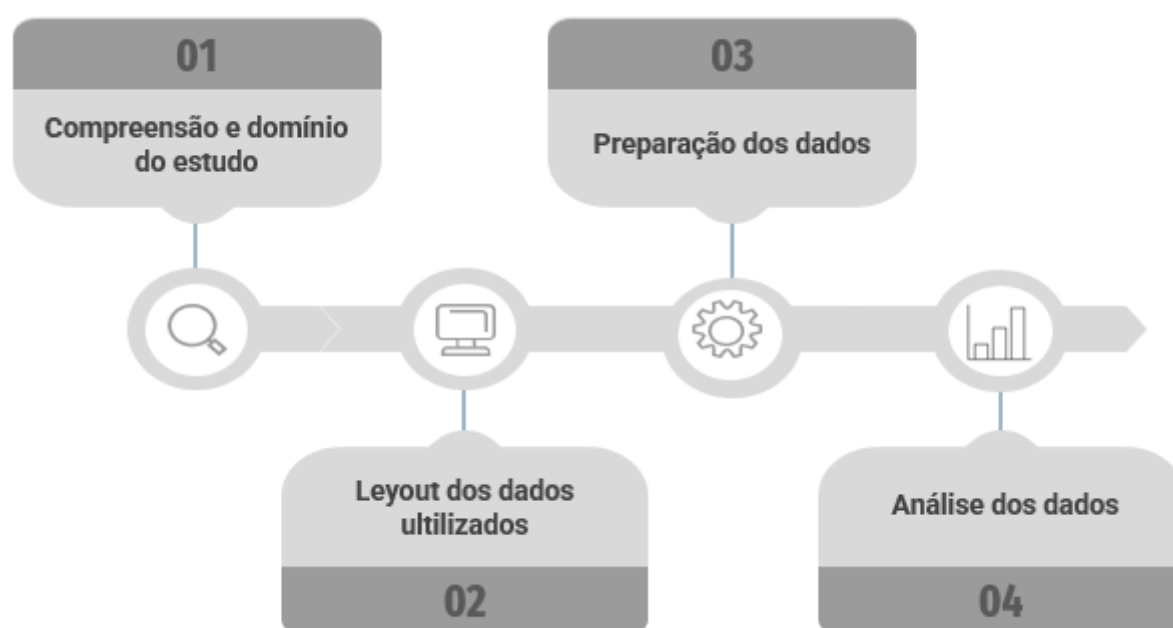 01
Compreensão e domínio
do estudo
Leyout dos dados
ultilizados
02
03
Preparação dos dados
Análise dos dados
04